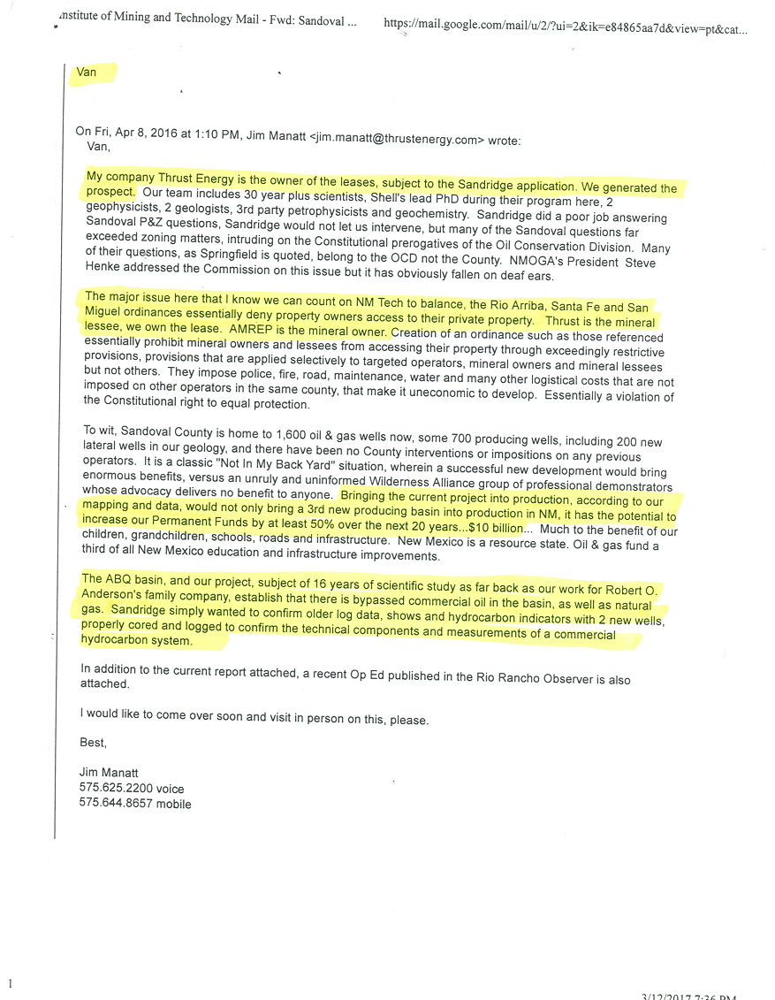 nstitute of Mining and Technology Mail - Fwd: Sandoval ...
https://mail.google.com/mail/u/2/?ui=2&ik=e84865aa7d&view=pt&cat...
Van
On Fri, Apr 8, 2016 at 1:10 PM, Jim Manatt <jim.manatt@thrustenergy.com> wrote:
Van,
My company Thrust Energy is the owner of the leases, subject to the Sandridge application. We generated the
prospect. Our team includes 30 year plus scientists, Shell's lead PhD during their program here, 2
geophysicists, 2 geologists, 3rd party petrophysicists and geochemistry. Sandridge did a poor job answering
Sandoval P&Z questions, Sandridge would not let us intervene, but many of the Sandoval questions far
exceeded zoning matters, intruding on the Constitutional prerogatives of the Oil Conservation Division. Many
of their questions, as Springfield is quoted, belong to the OCD not the County. NMOGA's President Steve
Henke addressed the Commission on this issue but it has obviously fallen on deaf ears.
The major issue here that I know we can count on NM Tech to balance, the Rio Arriba, Santa Fe and San
Miguel ordinances essentially deny property owners access to their private property. Thrust is the mineral
lessee, we own the lease. AMREP is the mineral owner. Creation of an ordinance such as those referenced
essentially prohibit mineral owners and lessees from accessing their property through exceedingly restrictive
provisions, provisions that are applied selectively to targeted operators, mineral owners and mineral lessees
but not others. They impose police, fire, road, maintenance, water and many other logistical costs that are not
imposed on other operators in the same county, that make it uneconomic to develop. Essentially a violation of
the Constitutional right to equal protection.
To wit, Sandoval County is home to 1,600 oil & gas wells now, some 700 producing wells, including 200 new
lateral wells in our geology, and there have been no County interventions or impositions on any previous
operators. It is a classic "Not In My Back Yard" situation, wherein a successful new development would bring
enormous benefits, versus an unruly and uninformed Wilderness Alliance group of professional demonstrators
whose advocacy delivers no benefit to anyone. Bringing the current project into production, according to our
mapping and data, would not only bring a 3rd new producing basin into production in NM, it has the potential to
increase our Permanent Funds by at least 50% over the next 20 years...$10 billion... Much to the benefit of our
children, grandchildren, schools, roads and infrastructure. New Mexico is a resource state. Oil & gas fund a
third of all New Mexico education and infrastructure improvements.
The ABQ basin, and our project, subject of 16 years of scientific study as far back as our work for Robert O.
Anderson's family company, establish that there is bypassed commercial oil in the basin, as well as natural
gas. Sandridge simply wanted to confirm older log data, shows and hydrocarbon indicators with 2 new wells,
properly cored and logged to confirm the technical components and measurements of a commercial
hydrocarbon system.
In addition to the current report attached, a recent Op Ed published in the Rio Rancho Observer is also
attached.
I would like to come over soon and visit in person on this, please.
Best,
Jim Manatt
575.625.2200 voice
575.644.8657 mobile
1
3/12/2017 7:36 PM